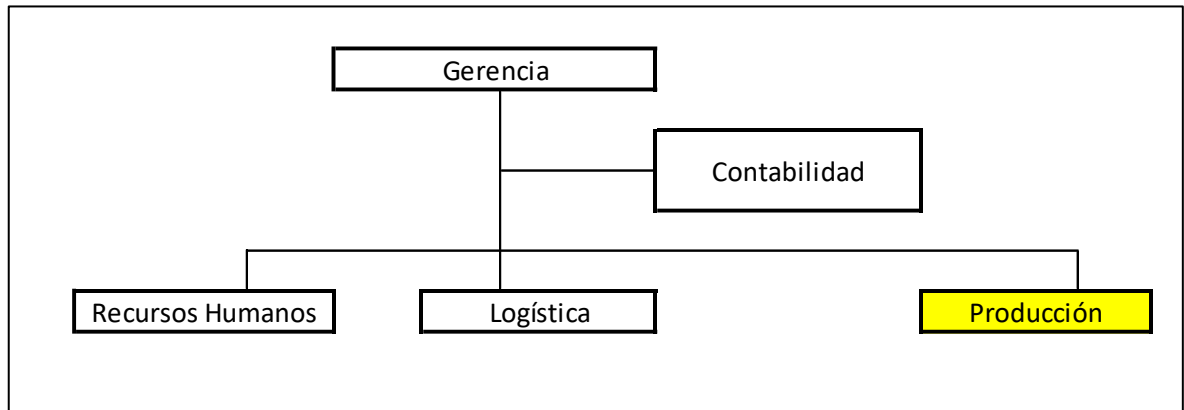 Gerencia
Contabilidad
Recursos Humanos
Logística
Producción